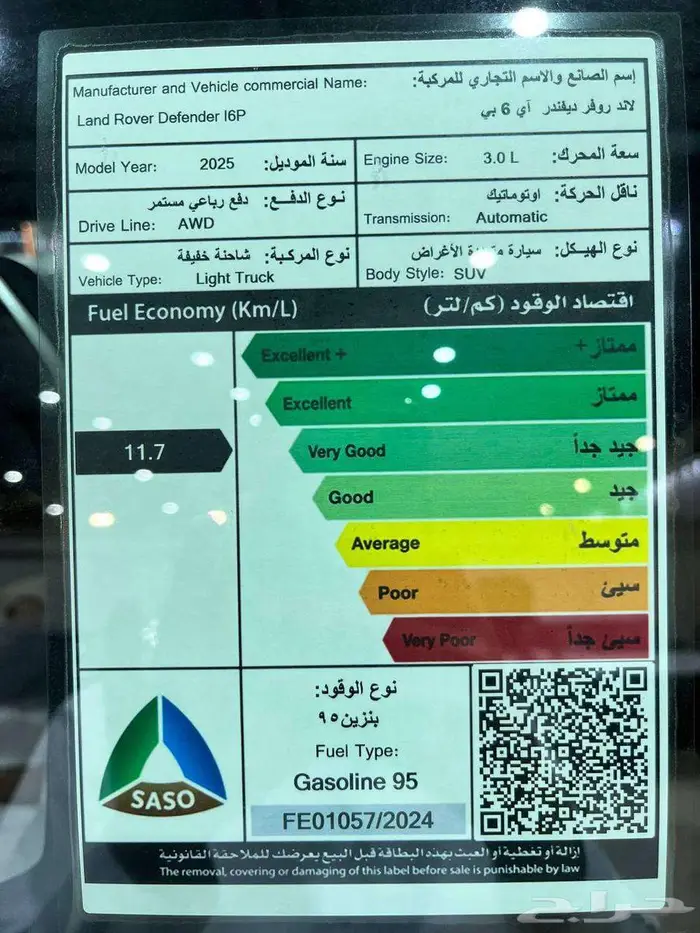 إسم الصانع والاسم التجاري للمركبة:
Manufacturer and Vehicle commercial Name:
لاند روفر ديفندر آي 6 بي
Land Rover Defender I6P
Model Year: 2025 سنة الموديل:
Engine Size: 3.0 L سعة المحرك:
نوع الدفـع: دفع رباعي مستمر
Drive Line: AWD
ناقل الحركة: اوتوماتيك
Transmission: Automatic
نوع المركبة: شاحنة خفيفة
Vehicle Type: Light Truck
نوع الهيكل: سيارة الأغراض
Body Style: SUV
Fuel Economy (Km/L) اقتصاد الوقود (كم/لتر)
Excellent + ممتاز+
Excellent ممتاز
11.7
Very Good جيد جداً
Good جيد
Average متوسط
Poor سيئ
Very Poor سيئ جداً
SASO
نوع الوقود:
بنزين٩٥
Fuel Type:
Gasoline 95
FE01057/2024
إزالة أو تغطية أو العبث بهذه البطاقة قبل البيع يعرضك للملاحقة القانونية
The removal, covering or damaging of this label before sale is punishable by law
حراج